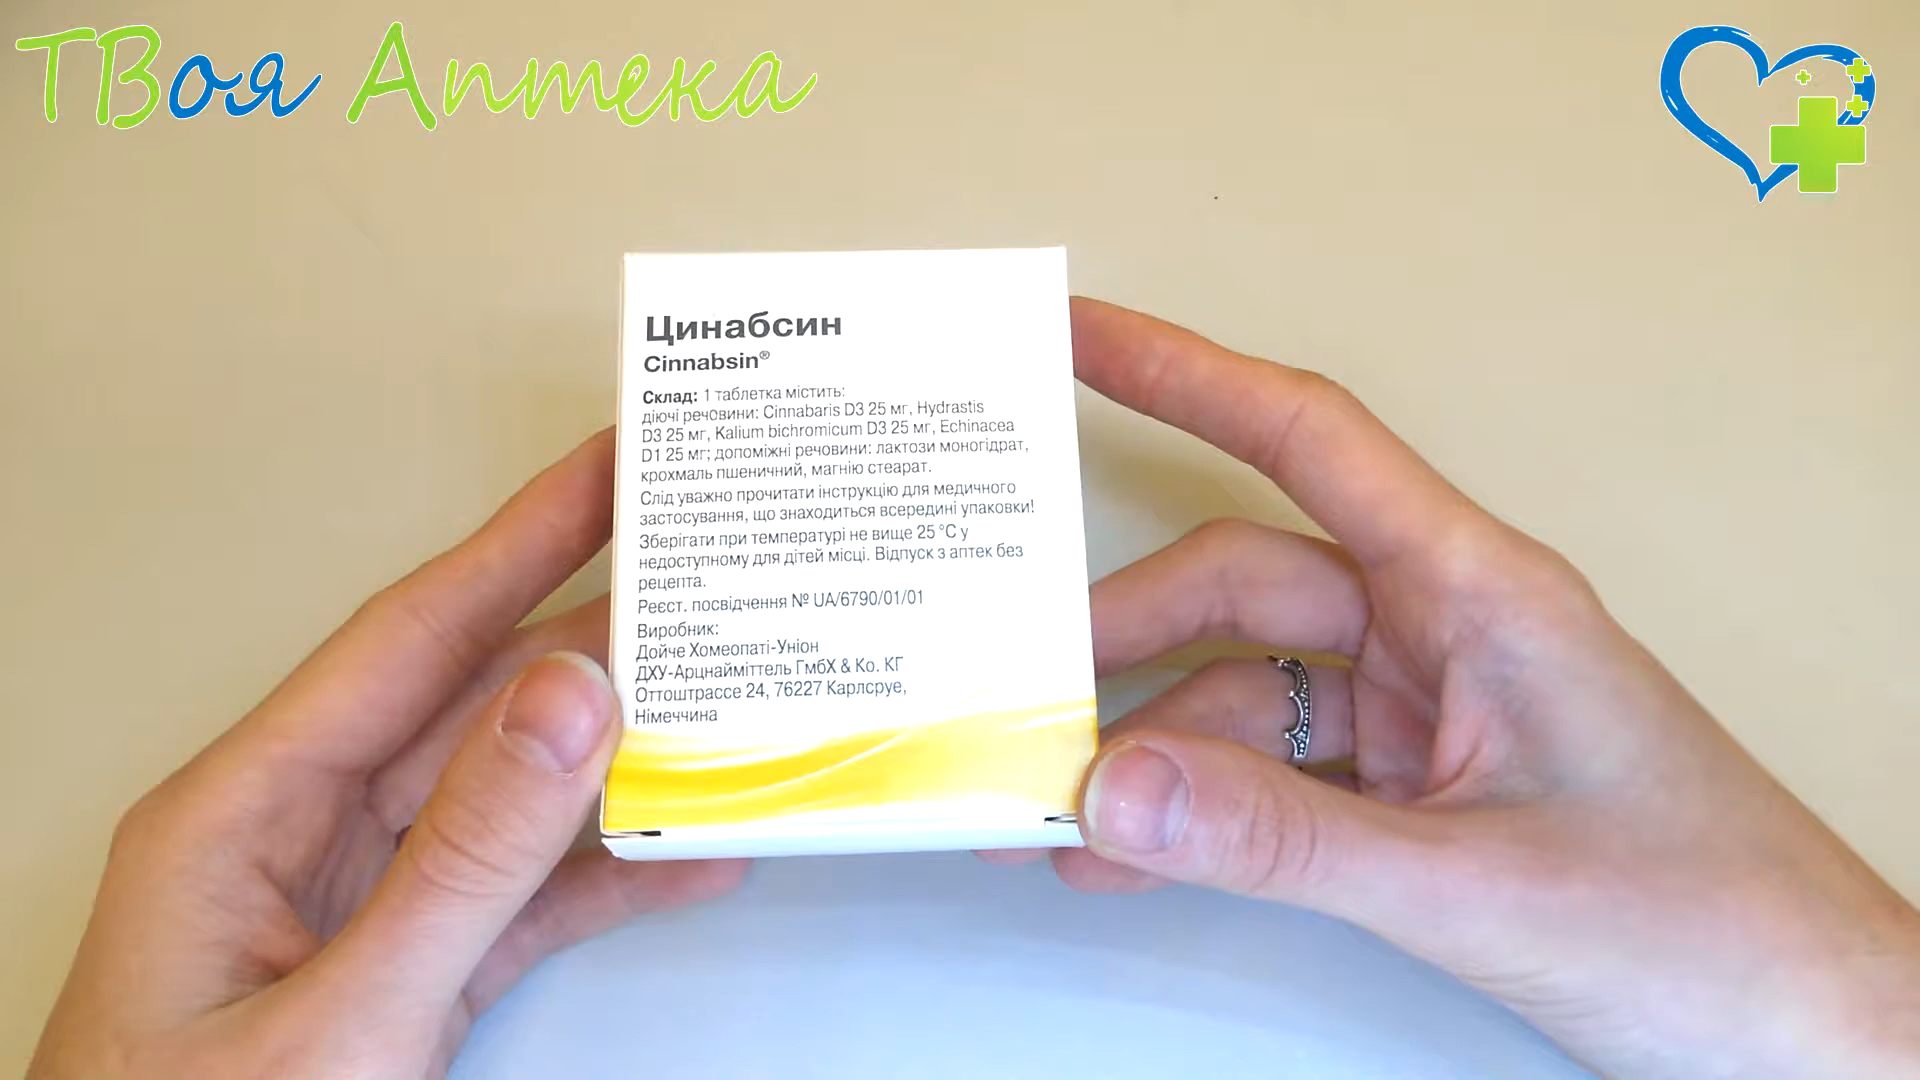 ТВоя Аптека
Цинабсин
Cinnabsin®
Склад: 1 таблетка містить:
діючі речовини: Cinnabaris D3 25 мг, Hydrastis
D3 25 мг, Kalium bichromicum D3 25 мг, Echinacea
D1 25 мг; допоміжні речовини: лактози моногідрат,
крохмаль пшеничний, магнію стеарат.
Слід уважно прочитати інструкцію для медичного
застосування, що знаходиться всередині упаковки!
Зберігати при температурі не вище 25 °C у
недоступному для дітей місці. Відпуск з аптек без
рецепта.
Реєст. посвідчення № UA/6790/01/01
Виробник:
Дойче Хомеопаті-Уніон
ДХУ-Арцнайміттель ГмбХ & Ко. КГ
Оттоштрассе 24, 76227 Карлсруе,
Німеччина